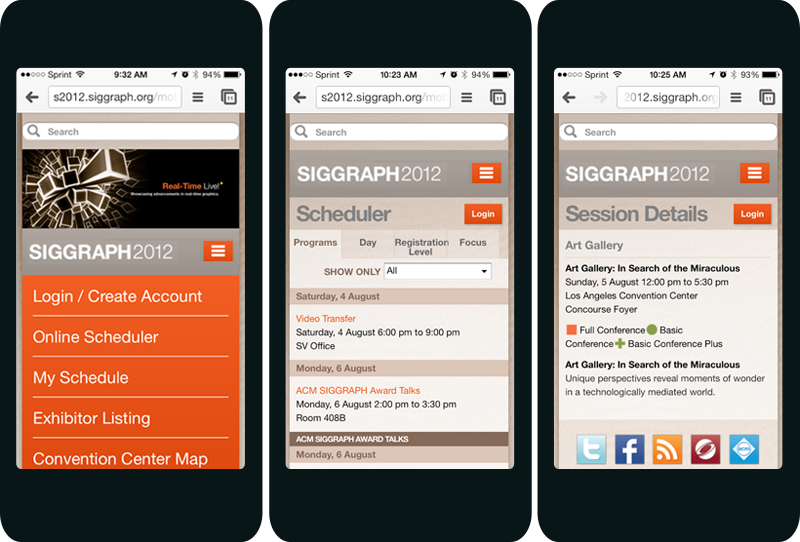 Sprint 9:32 AM 94%
s2012.siggraph.org/mo 11
Search
Real-Time Live!
Showcasing advancements in real-time graphics.
SIGGRAPH2012
Login / Create Account
Online Scheduler
My Schedule
Exhibitor Listing
Convention Center Map
Sprint 10:23 AM 94%
s2012.siggraph.org/mo 11
Search
SIGGRAPH2012
Scheduler
Login
Programs Day Registration Level Focus
SHOW ONLY All
Saturday, 4 August
Video Transfer
Saturday, 4 August 6:00 pm to 9:00 pm
SV Office
Monday, 6 August
ACM SIGGRAPH Award Talks
Monday, 6 August 2:00 pm to 3:30 pm
Room 408B
ACM SIGGRAPH AWARD TALKS
Monday, 6 August
Sprint 10:25 AM 93%
2012.siggraph.org 11
Search
SIGGRAPH2012
Session Details
Login
Art Gallery
Art Gallery: In Search of the Miraculous
Sunday, 5 August 12:00 pm to 5:30 pm
Los Angeles Convention Center
Concourse Foyer
Full Conference Basic
Conference Basic Conference Plus
Art Gallery: In Search of the Miraculous
Unique perspectives reveal moments of wonder
in a technologically mediated world.